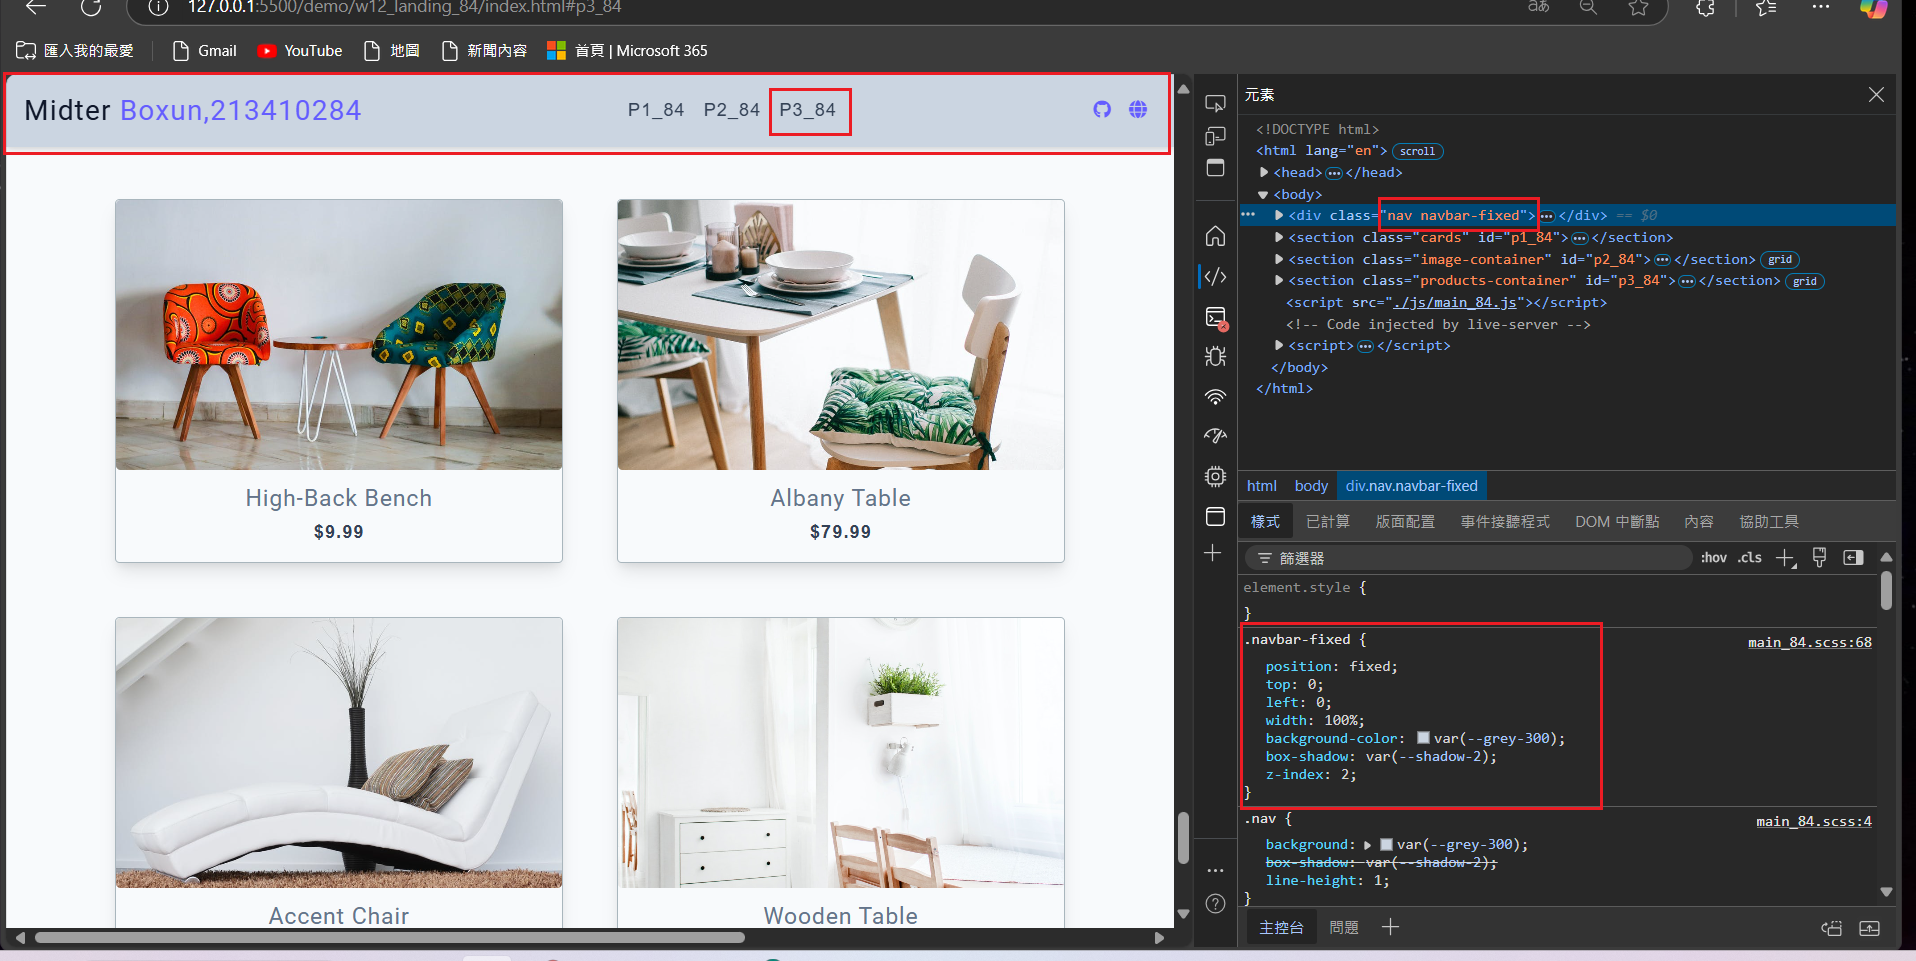 127.0.0.1:5500/demo/w12_landing_84/index.html#p3_84
aあ
匯入我的最愛
Gmail
YouTube
地圖
新聞內容
首頁 | Microsoft 365
Midter Boxun,213410284
P1_84
P2_84
P3_84
High-Back Bench
$9.99
Albany Table
$79.99
Accent Chair
Wooden Table
元素
<!DOCTYPE html>
<html lang="en"> scroll
<head> ••• </head>
<body>
••• <div class="nav navbar-fixed"> ••• </div> == $0
<section class="cards" id="p1_84"> ••• </section>
<section class="image-container" id="p2_84"> ••• </section> grid
<section class="products-container" id="p3_84"> ••• </section> grid
<script src="./js/main_84.js"></script>
<!-- Code injected by live-server -->
<script> ••• </script>
</body>
</html>
html body div.nav.navbar-fixed
樣式 已計算 版面配置 事件接聽程式 DOM 中斷點 內容 協助工具
篩選器 :hov .cls
element.style {
}
.navbar-fixed { main_84.scss:68
position: fixed;
top: 0;
left: 0;
width: 100%;
background-color: var(--grey-300);
box-shadow: var(--shadow-2);
z-index: 2;
}
.nav { main_84.scss:4
background: var(--grey-300);
box-shadow: var(--shadow-2);
line-height: 1;
}
主控台 問題